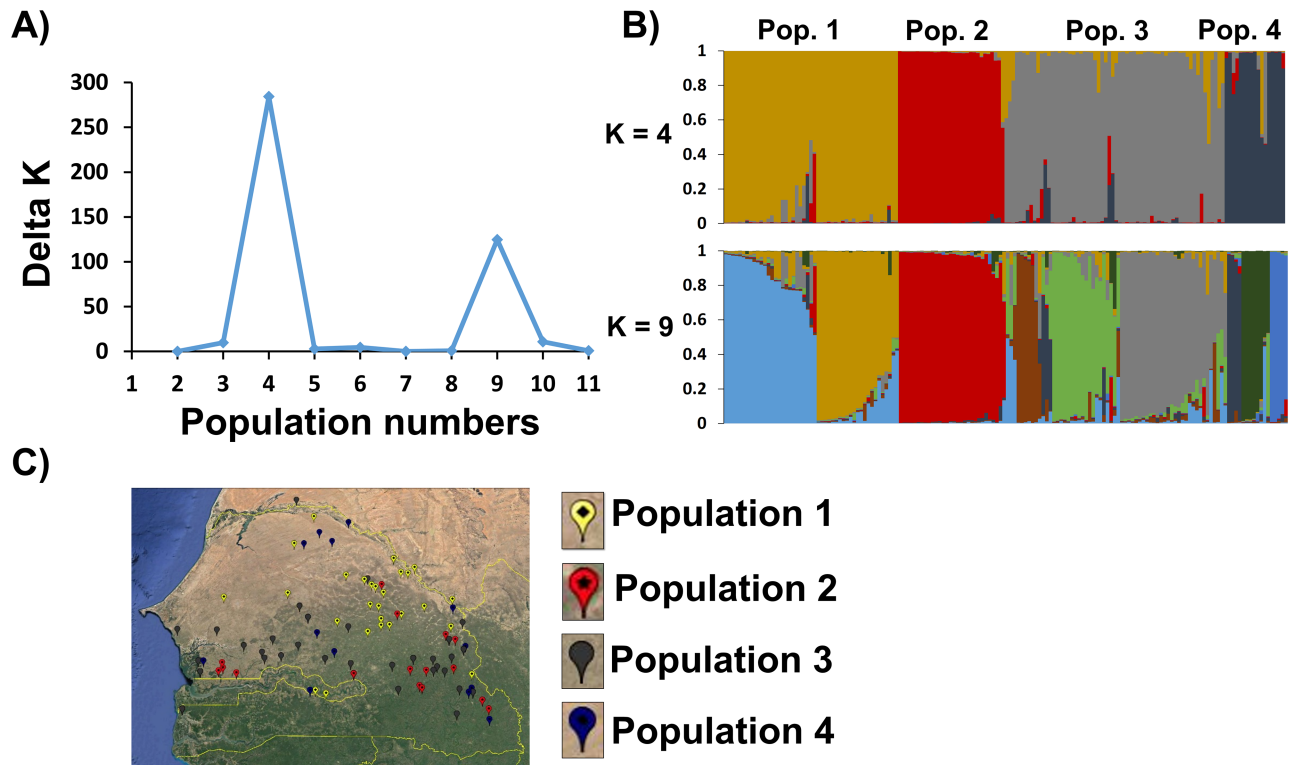 A)
300
250
200
150
100
50
0
Delta K
1 2 3 4 5 6 7 8 9 10 11
Population numbers
B)
Pop. 1 Pop. 2 Pop. 3 Pop. 4
K = 4
1
0.8
0.6
0.4
0.2
0
K = 9
1
0.8
0.6
0.4
0.2
0
C)
Population 1
Population 2
Population 3
Population 4